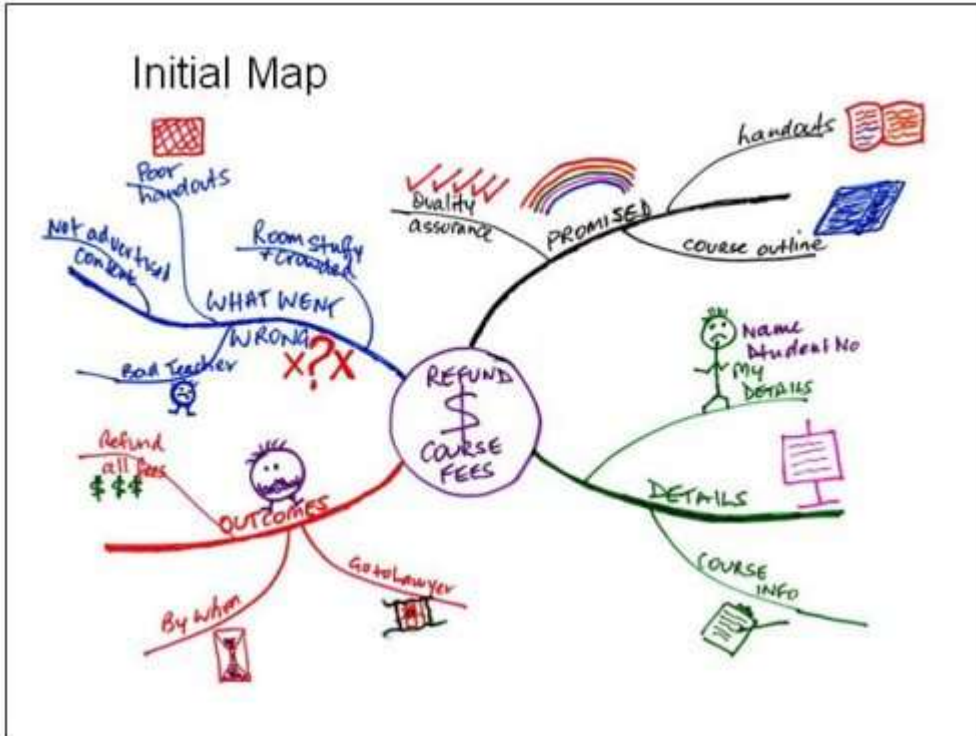 Initial Map
Poor
handouts
Not advertised
content
Room stuffy
+ crowded
WHAT WENT
WRONG
X?X
Bad Teacher
Quality
assurance
PROMISED
handouts
course outline
REFUND
$
COURSE
FEES
Name
Student No
My
DETAILS
DETAILS
COURSE
INFO
Refund
all fees
$ $ $
OUTCOMES
By When
Go to Lawyer